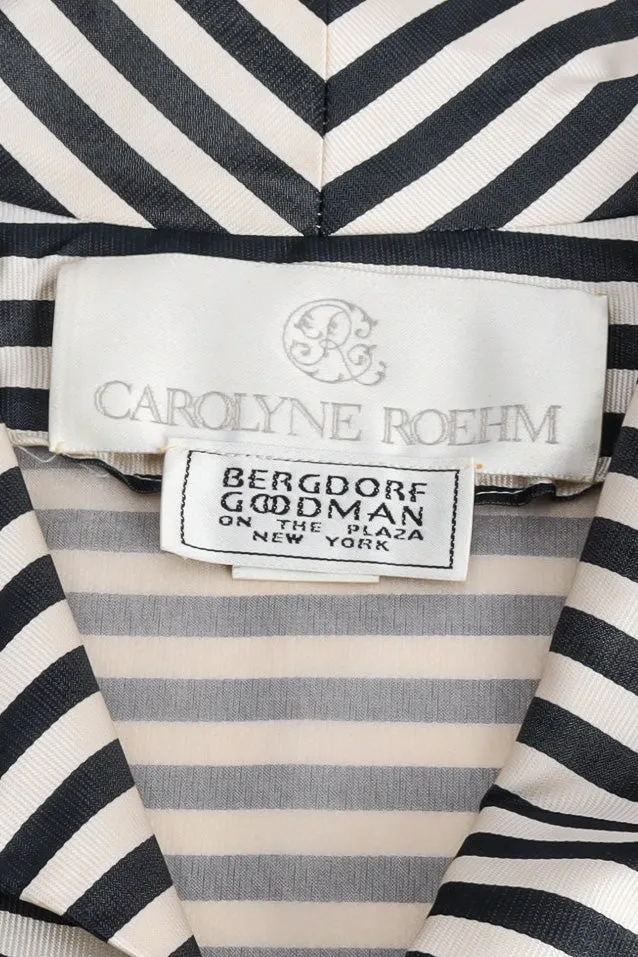 CAROLYNE ROEHM
BERGDORF
GOODMAN
ON THE PLAZA
NEW YORK